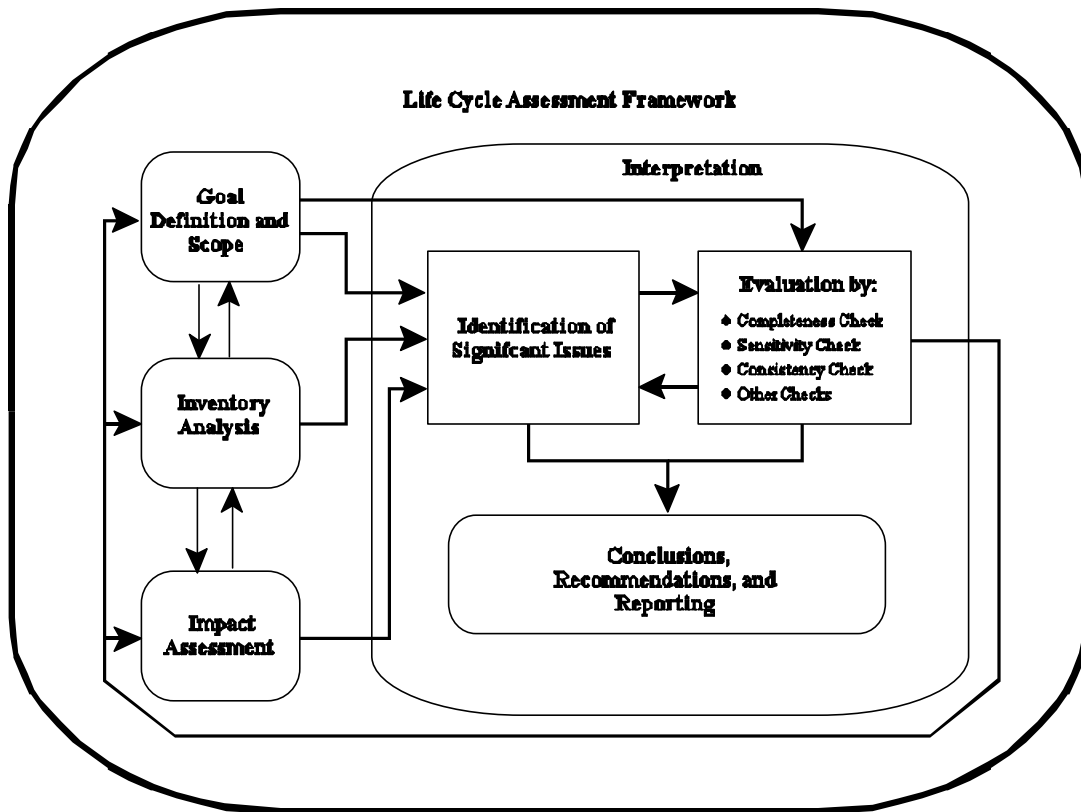 Life Cycle Assessment Framework
Goal
Definition and
Scope
Interpretation
Identification of
Signifcant Issues
Evaluation by:
Completeness Check
Sensitivity Check
Consistency Check
Other Checks
Inventory
Analysis
Impact
Assessment
Conclusions,
Recommendations, and
Reporting